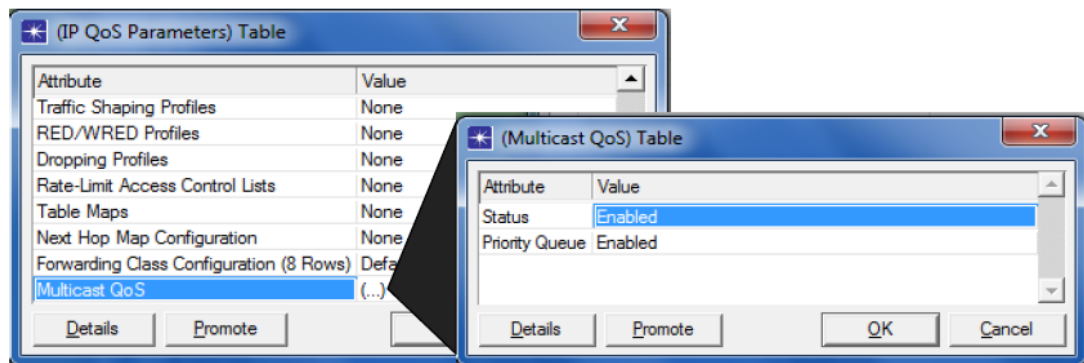 (IP QoS Parameters) Table
Attribute Value
Traffic Shaping Profiles None
RED/WRED Profiles None
Dropping Profiles None
Rate-Limit Access Control Lists None
Table Maps None
Next Hop Map Configuration None
Forwarding Class Configuration (8 Rows) Defa
Multicast QoS (...)
Details Promote
(Multicast QoS) Table
Attribute Value
Status Enabled
Priority Queue Enabled
Details Promote OK Cancel